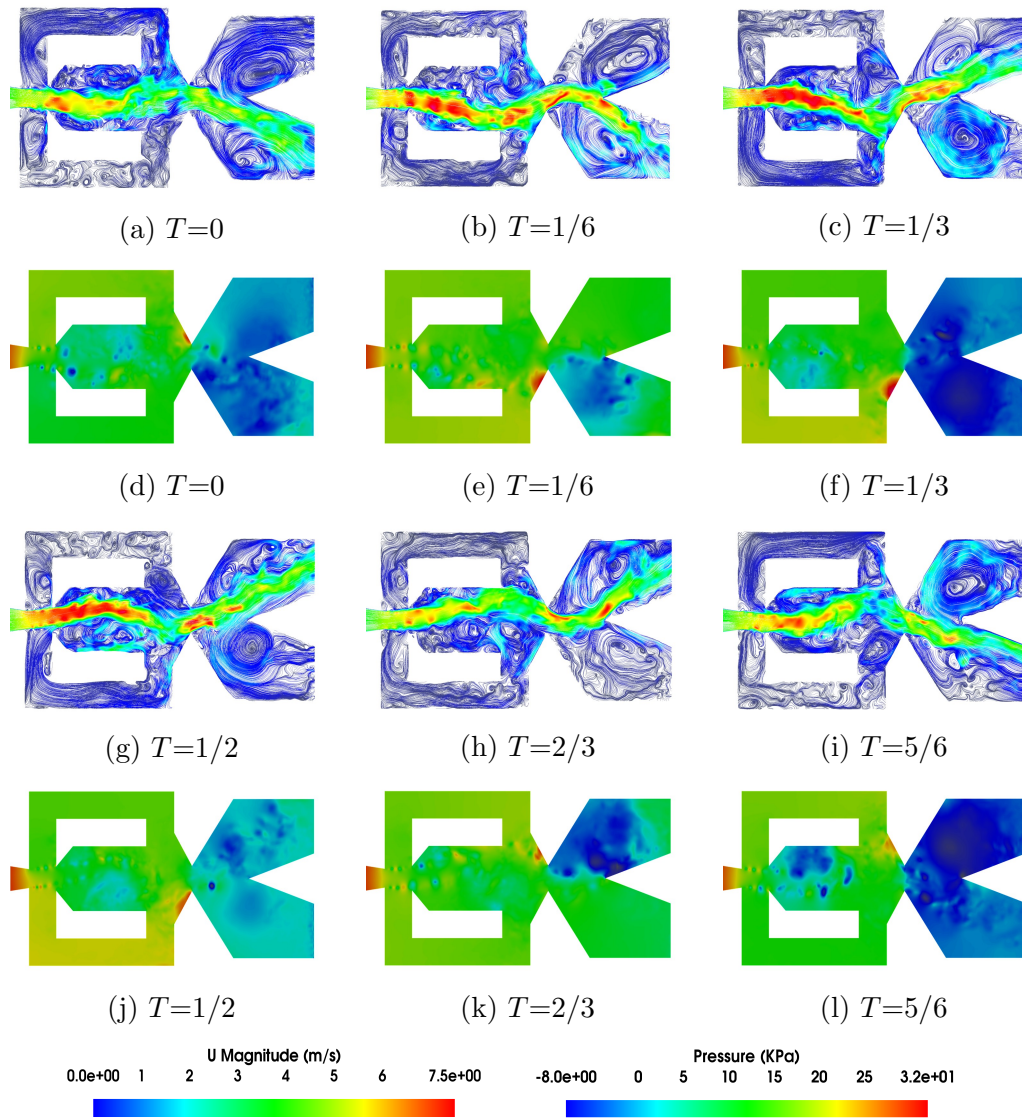 (a) T=0 (b) T=1/6 (c) T=1/3
(d) T=0 (e) T=1/6 (f) T=1/3
(g) T=1/2 (h) T=2/3 (i) T=5/6
(j) T=1/2 (k) T=2/3 (l) T=5/6
U Magnitude (m/s)
0.0e+00 1 2 3 4 5 6 7.5e+00
Pressure (KPa)
-8.0e+00 0 5 10 15 20 25 3.2e+01